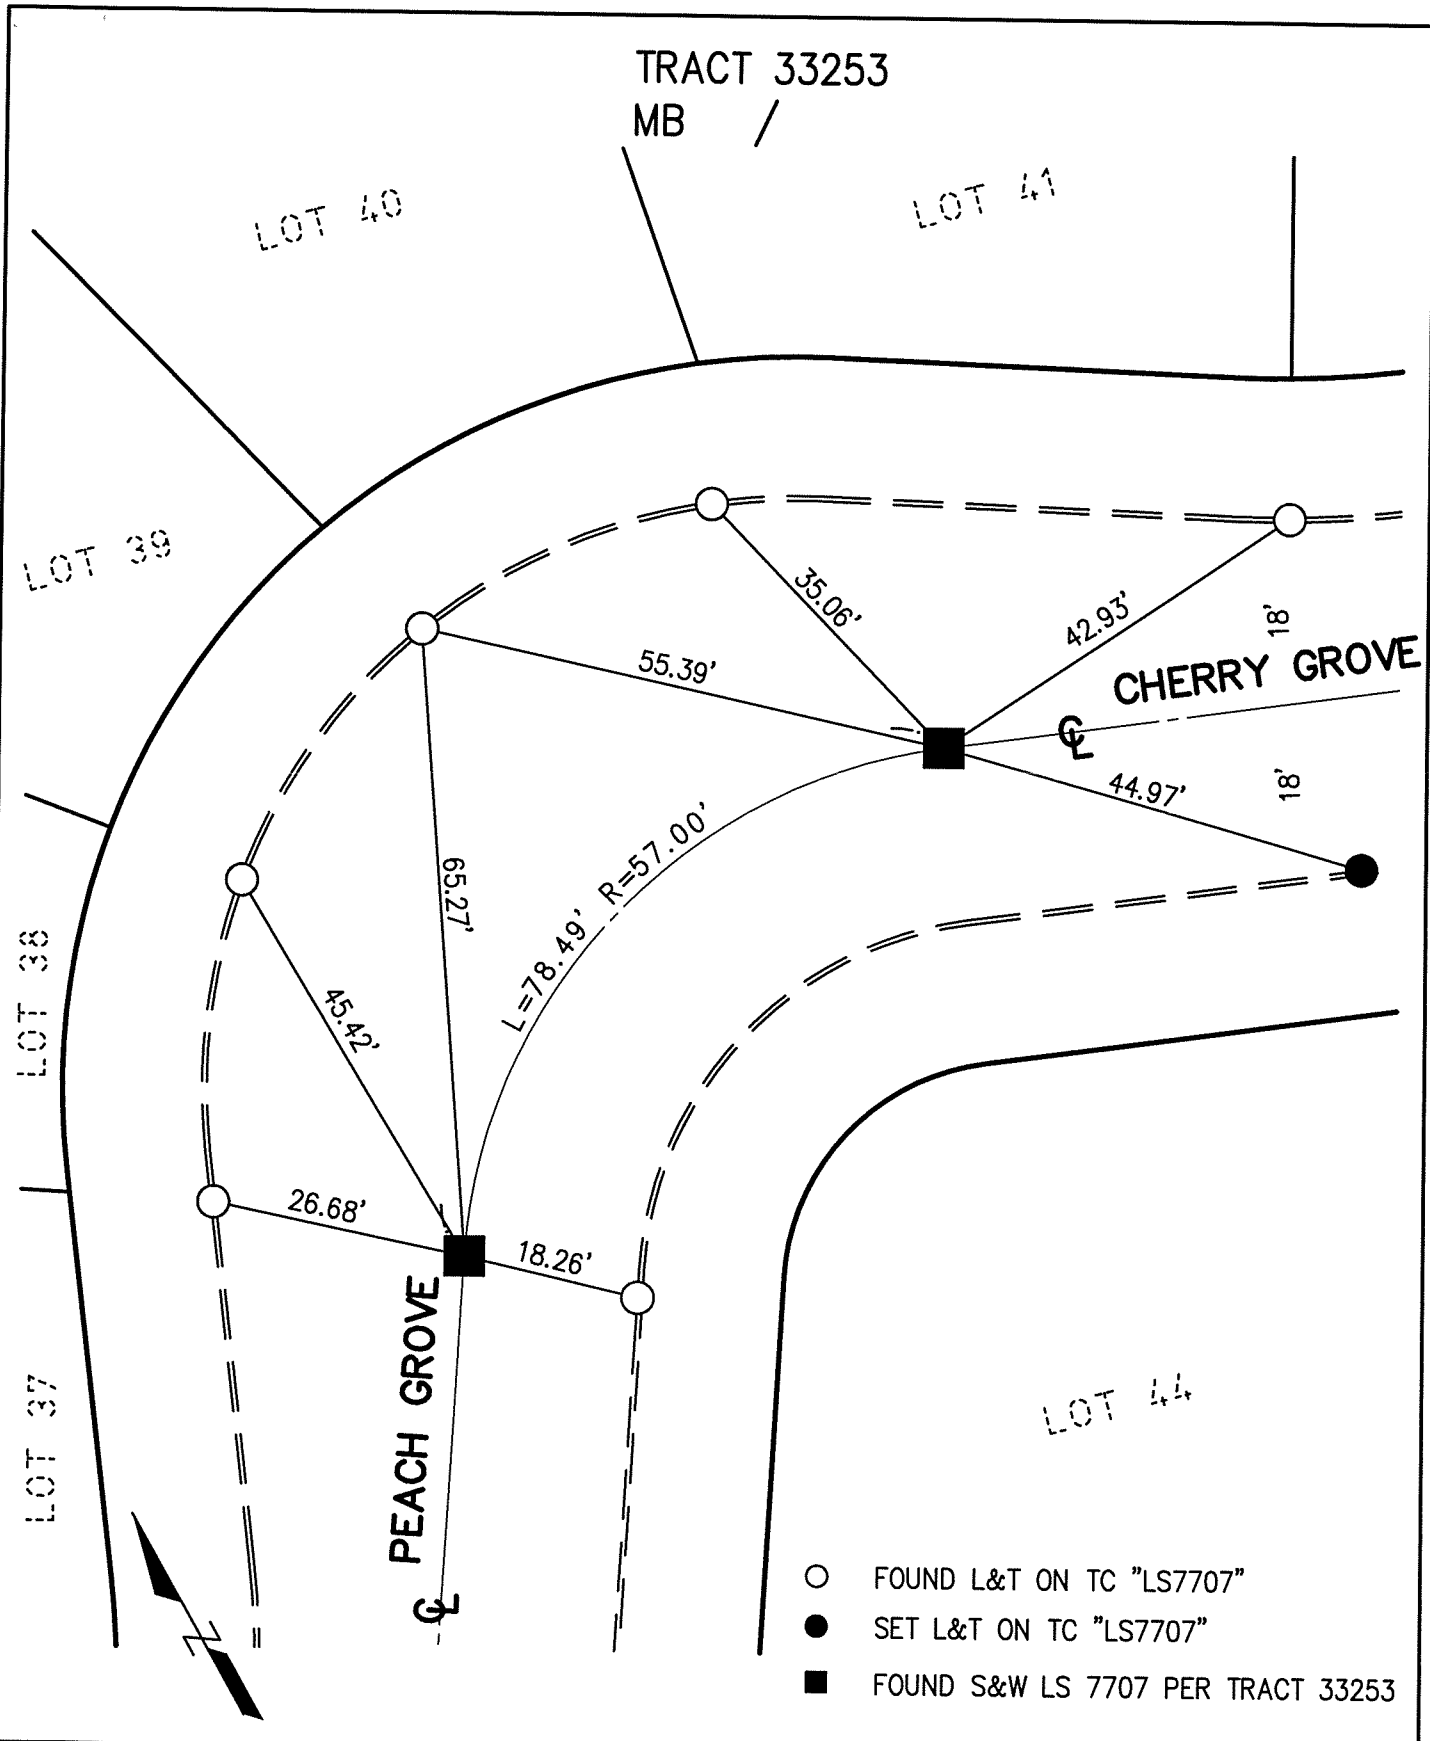 TRACT 33253
MB /
LOT 40
LOT 41
LOT 39
35.06'
42.93'
18'
55.39'
CHERRY GROVE
℄
44.97'
18'
65.27'
L=78.49' R=57.00'
LOT 38
45.42'
26.68'
18.26'
PEACH GROVE
℄
LOT 37
LOT 44
N
FOUND L&T ON TC "LS7707"
SET L&T ON TC "LS7707"
FOUND S&W LS 7707 PER TRACT 33253